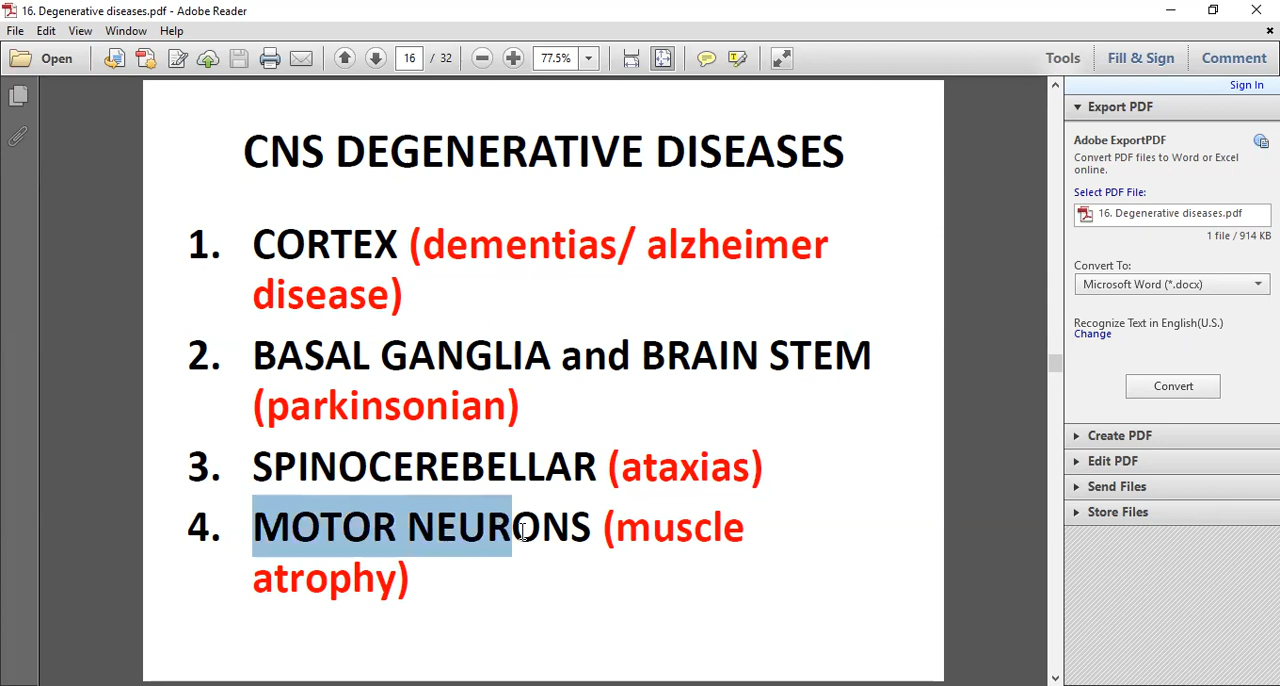 16. Degenerative diseases.pdf - Adobe Reader
File Edit View Window Help
Open 16 / 32 77.5% Tools Fill & Sign Comment
Sign In
Export PDF
Adobe ExportPDF
Convert PDF files to Word or Excel
online.
Select PDF File:
16. Degenerative diseases.pdf
1 file / 914 KB
Convert To:
Microsoft Word (*.docx)
Recognize Text in English(U.S.)
Change
Convert
Create PDF
Edit PDF
Send Files
Store Files
CNS DEGENERATIVE DISEASES
1. CORTEX (dementias/ alzheimer
disease)
2. BASAL GANGLIA and BRAIN STEM
(parkinsonian)
3. SPINOCEREBELLAR (ataxias)
4. MOTOR NEURONS (muscle
atrophy)